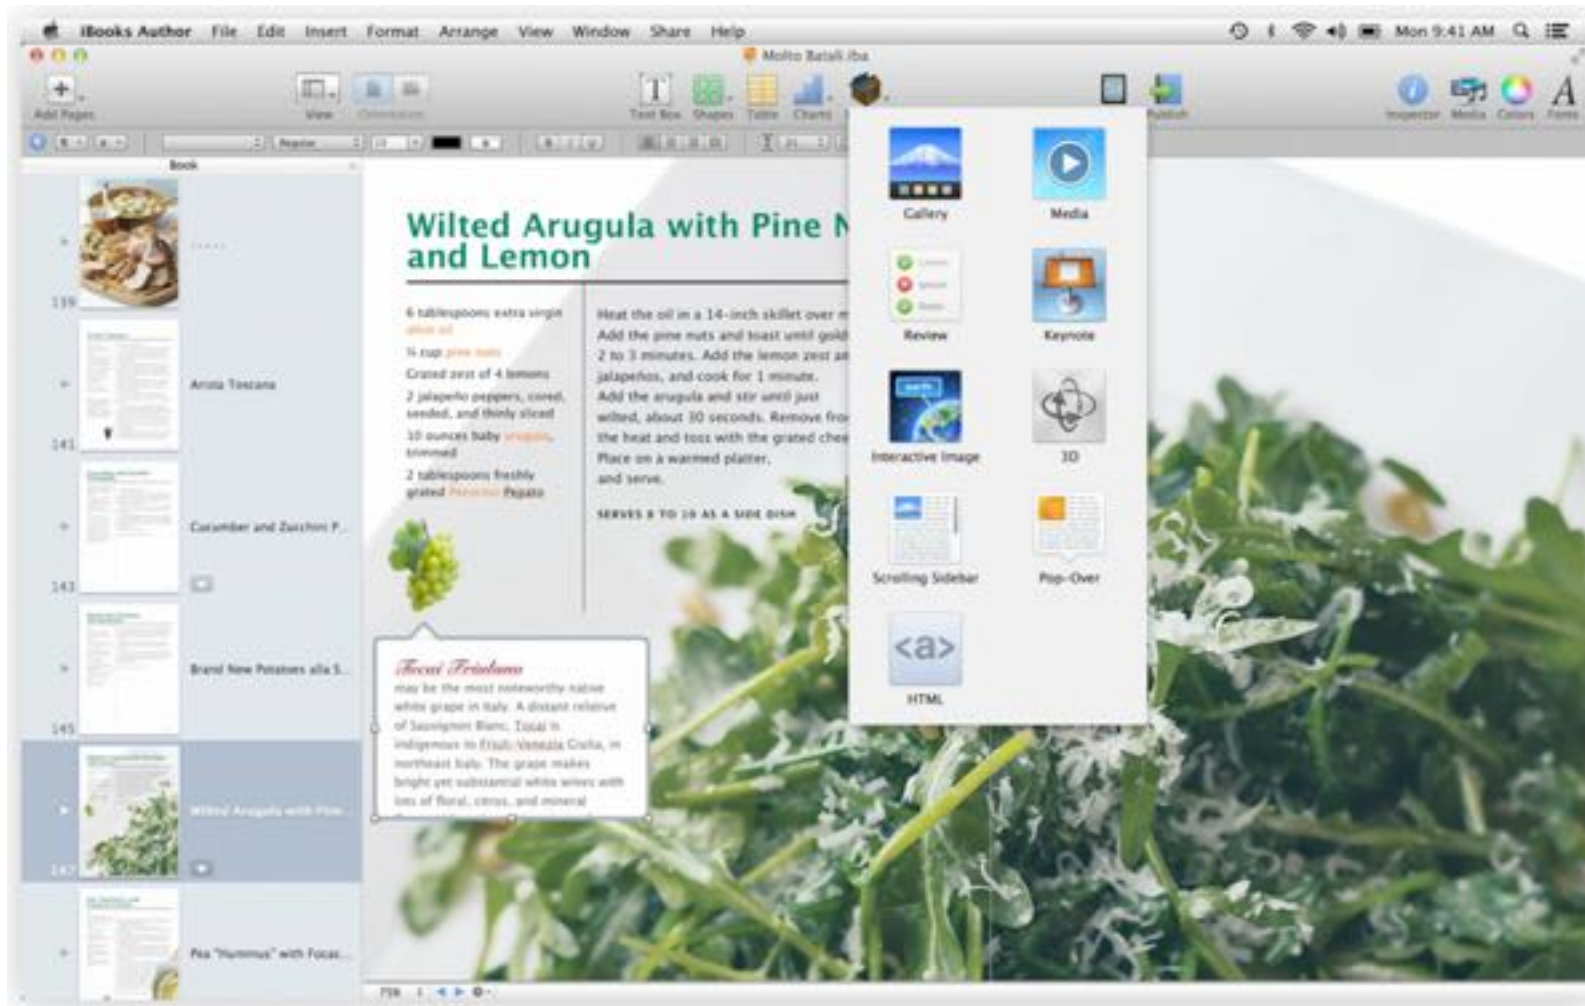 iBooks Author File Edit Insert Format Arrange View Window Share Help
Mon 9:41 AM
Molto Batali.iba
Add Pages
View
Orientation
Text Box
Shapes
Table
Charts
Publish
Inspector
Media
Colors
Fonts
Regular
Book
139
Arista Toscana
141
Cucumber and Zucchini P...
143
Brand New Potatoes alla S...
145
Wilted Arugula with Pine...
147
Pea "Hummus" with Focac...
Wilted Arugula with Pine N
and Lemon
6 tablespoons extra virgin
olive oil
cup pine nuts
Grated zest of 4 lemons
2 jalapeño peppers, cored,
seeded, and thinly sliced
10 ounces baby arugula,
trimmed
2 tablespoons freshly
grated Pecorino Pepato
Heat the oil in a 14-inch skillet over m
Add the pine nuts and toast until gold
2 to 3 minutes. Add the lemon zest an
jalapeños, and cook for 1 minute.
Add the arugula and stir until just
wilted, about 30 seconds. Remove fro
the heat and toss with the grated chee
Place on a warmed platter,
and serve.
SERVES 8 TO 10 AS A SIDE DISH
Tocai Friulano
may be the most noteworthy native
white grape in Italy. A distant relative
of Sauvignon Blanc, Tocai is
indigenous to Friuli-Venezia Giulia, in
northeast Italy. The grape makes
bright yet substantial white wines with
lots of floral, citrus, and mineral
Gallery
Media
Review
Keynote
earth
Interactive Image
3D
Scrolling Sidebar
Pop-Over
<a>
HTML
75%